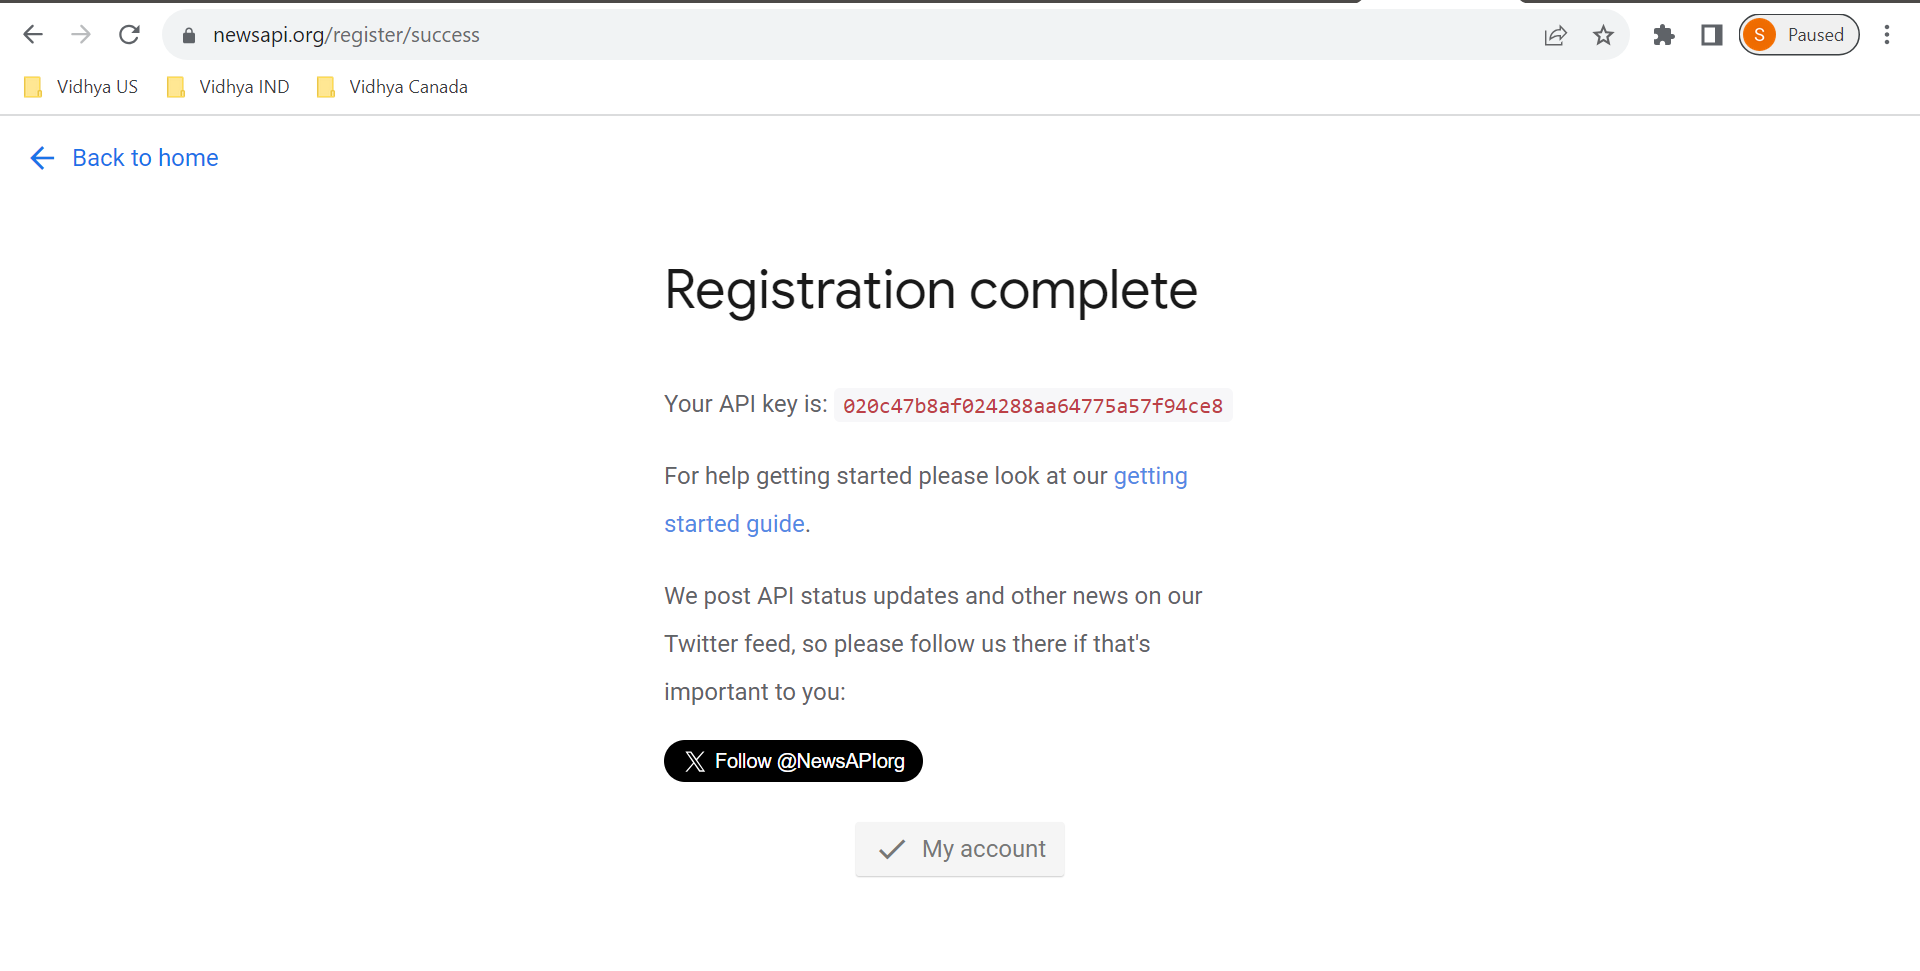 newsapi.org/register/success
S Paused
Vidhya US Vidhya IND Vidhya Canada
Back to home
Registration complete
Your API key is: 020c47b8af024288aa64775a57f94ce8
For help getting started please look at our getting
started guide.
We post API status updates and other news on our
Twitter feed, so please follow us there if that's
important to you:
Follow @NewsAPIorg
My account